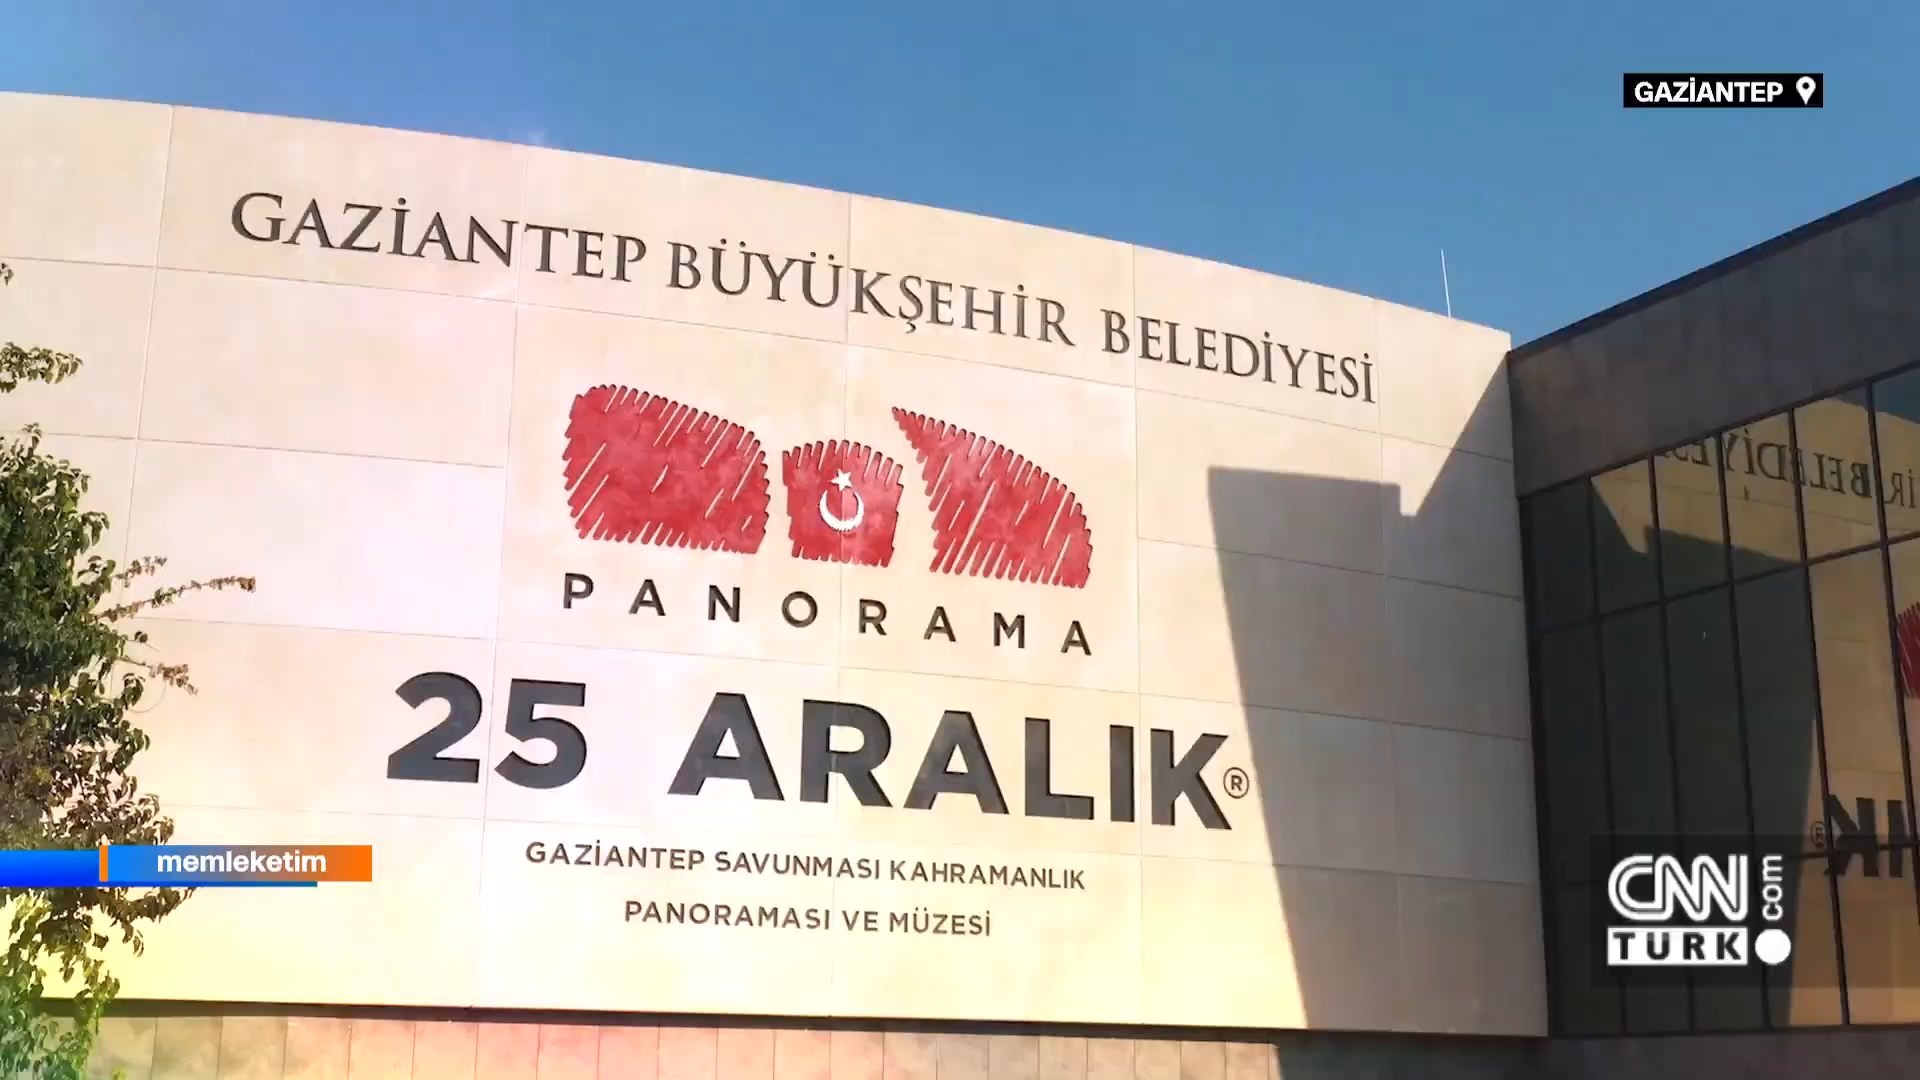 GAZİANTEP
GAZİANTEP BÜYÜKŞEHİR BELEDİYESİ
PANORAMA
25 ARALIK®
GAZİANTEP SAVUNMASI KAHRAMANLIK
PANORAMASI VE MÜZESİ
memleketim
CNN
TURK
.com